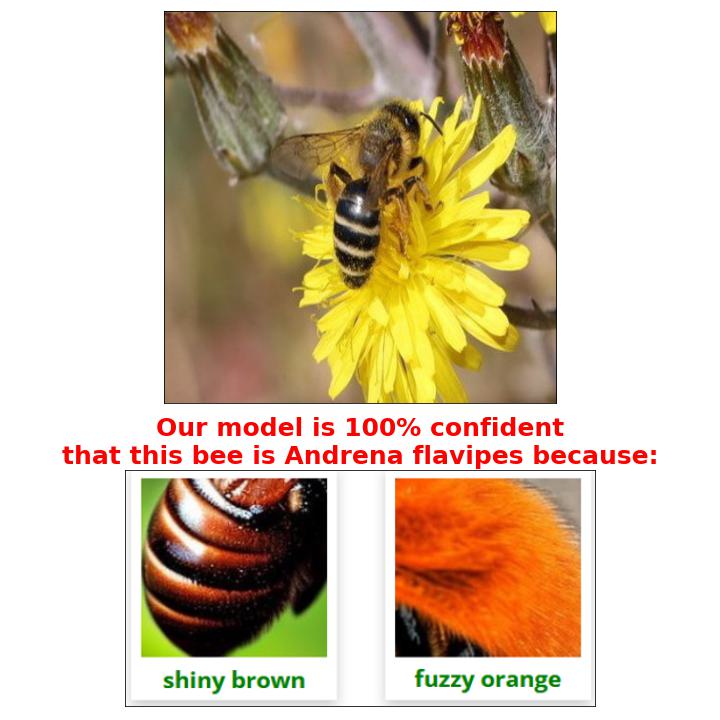 Our model is 100% confident
that this bee is Andrena flavipes because:
shiny brown
fuzzy orange